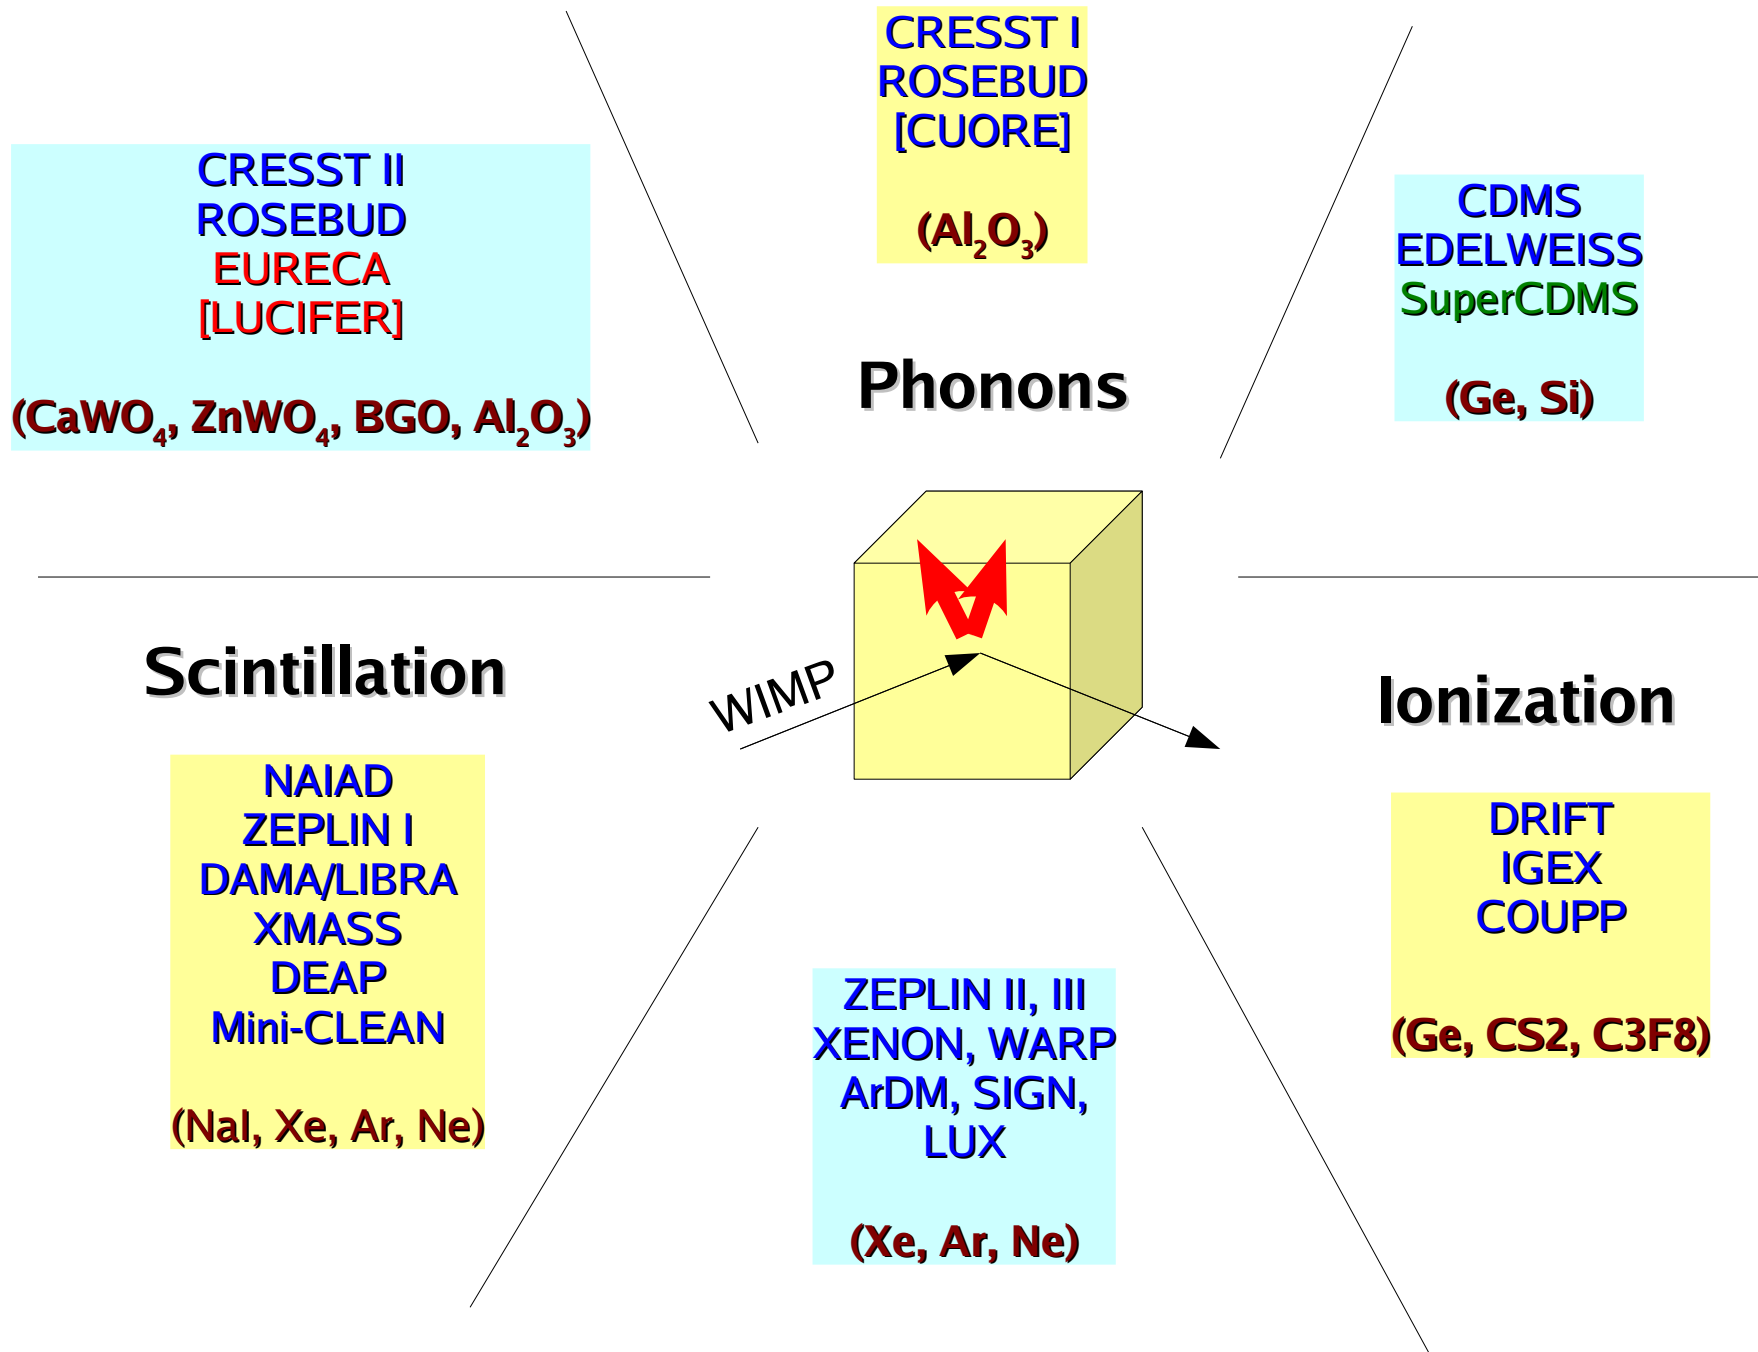 CRESST I
ROSEBUD
[CUORE]
(Al₂O₃)
CRESST II
ROSEBUD
EURECA
[LUCIFER]
(CaWO₄, ZnWO₄, BGO, Al₂O₃)
CDMS
EDELWEISS
SuperCDMS
(Ge, Si)
Phonons
Scintillation
WIMP
Ionization
NAIAD
ZEPLIN I
DAMA/LIBRA
XMASS
DEAP
Mini-CLEAN
(NaI, Xe, Ar, Ne)
ZEPLIN II, III
XENON, WARP
ArDM, SIGN,
LUX
(Xe, Ar, Ne)
DRIFT
IGEX
COUPP
(Ge, CS2, C3F8)